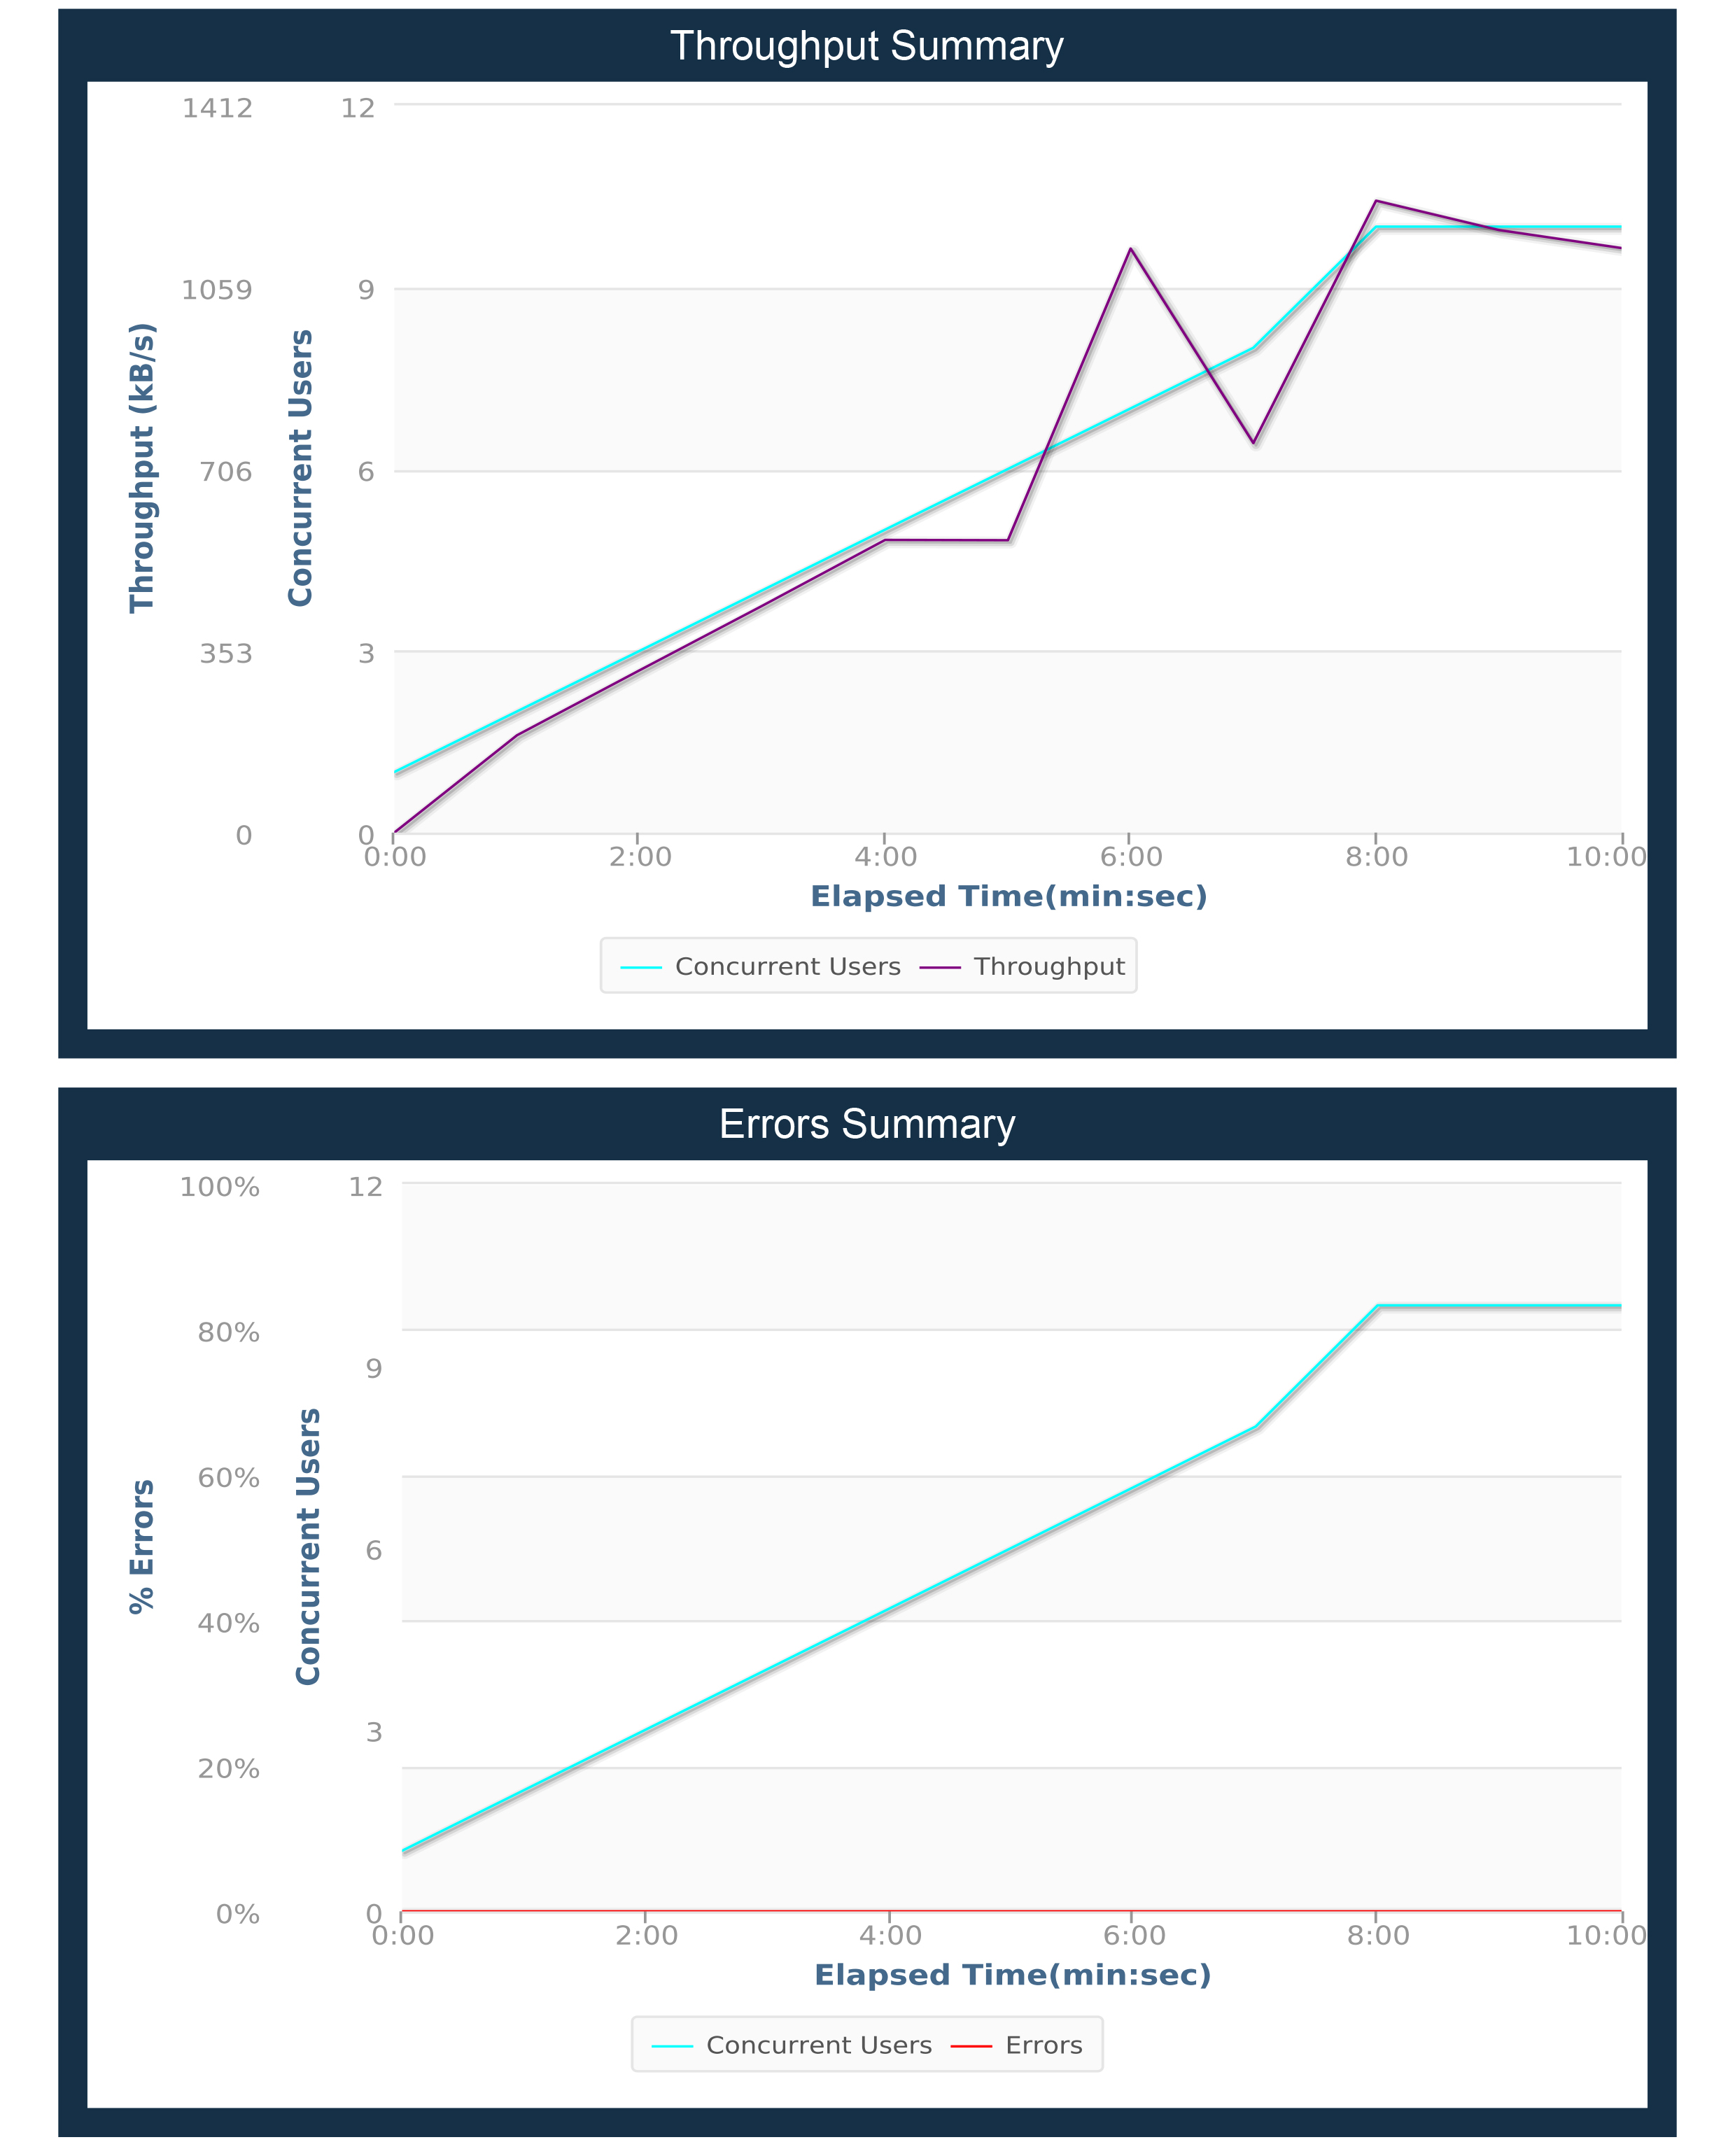 Throughput Summary
1412 12
1059 9
706 6
353 3
0 0
Throughput (kB/s)
Concurrent Users
0:00 2:00 4:00 6:00 8:00 10:00
Elapsed Time(min:sec)
Concurrent Users Throughput
Errors Summary
100% 12
80%
9
60%
6
40%
3
20%
0% 0
% Errors
Concurrent Users
0:00 2:00 4:00 6:00 8:00 10:00
Elapsed Time(min:sec)
Concurrent Users Errors